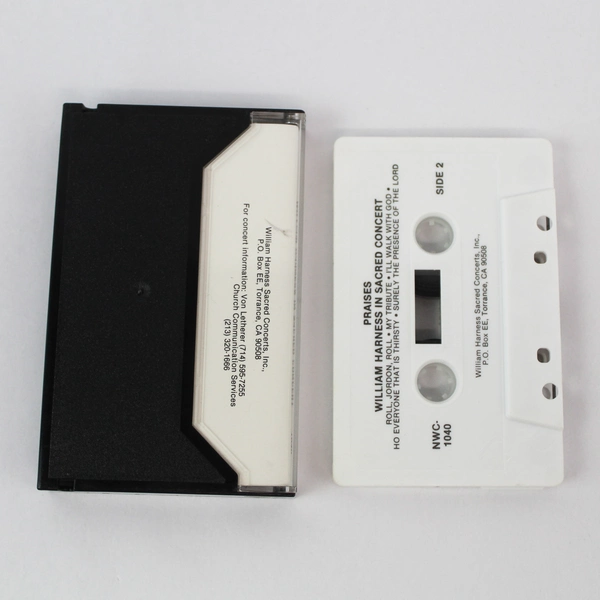 William Harness Sacred Concerts, Inc.,
P.O. Box EE, Torrance, CA 90508
For concert information: Von Letherer (714) 595-7255
Church Communication Services
(213) 320-1666
PRAISES
WILLIAM HARNESS IN SACRED CONCERT
ROLL, JORDON, ROLL • MY TRIBUTE • I'LL WALK WITH GOD •
HO EVERYONE THAT IS THIRSTY • SURELY THE PRESENCE OF THE LORD
NWC-
1040
SIDE 2
William Harness Sacred Concerts, Inc.,
P.O. Box EE, Torrance, CA 90508